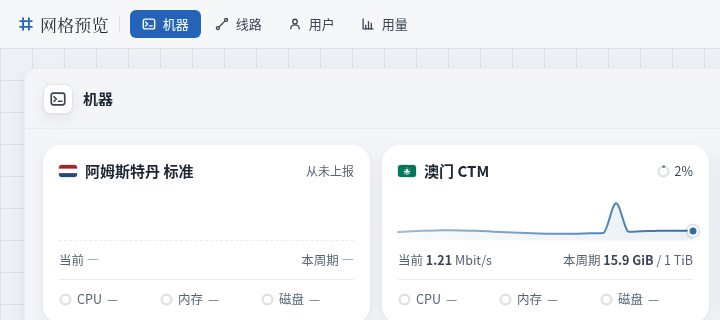 网格预览 机器 线路 用户 用量
机器
阿姆斯特丹 标准 从未上报
当前 — 本周期 —
CPU — 内存 — 磁盘 —
澳门 CTM 2%
当前 1.21 Mbit/s 本周期 15.9 GiB / 1 TiB
CPU — 内存 — 磁盘 —